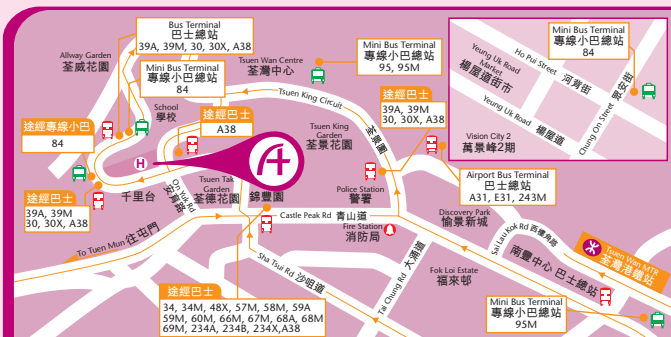 Bus Terminal
巴士總站
39A, 39M, 30, 30X, A38
Allway Garden
荃威花園
Mini Bus Terminal
專線小巴總站
84
School
學校
途經巴士
A38
途經專線小巴
84
H
千里台
途經巴士
39A, 39M
30, 30X, A38
To Tuen Mun 往屯門
On Yuk Rd
安育路
Tsuen Tak
Garden
荃德花園
錦豐園
Tsuen Wan Centre
荃灣中心
Mini Bus Terminal
專線小巴總站
95, 95M
Tsuen King Circuit
荃景圍
Tsuen King
Garden
荃景花園
途經巴士
39A, 39M
30, 30X, A38
Police Station
警署
Castle Peak Rd 青山道
Fire Station
消防局
Sha Tsui Rd 沙咀道
Tai Chung Rd 大涌道
途經巴士
34, 34M, 48X, 57M, 58M, 59A
59M, 60M, 66M, 67M, 68A, 68M
69M, 234A, 234B, 234X,A38
Airport Bus Terminal
巴士總站
A31, E31, 243M
Discovery Park
愉景新城
Fok Loi Estate
福來邨
Sai Lau Kok Rd 西樓角路
Tsuen Wan MTR
荃灣港鐵站
南豐中心 巴士總站
Mini Bus Terminal
專線小巴總站
95M
Yeung Uk Road
Market
楊屋道街市
Ho Pui Street 河背街
Yeung Uk Road 楊屋道
Chung On Street 眾安街
Vision City 2
萬景峰2期
Mini Bus Terminal
專線小巴總站
84